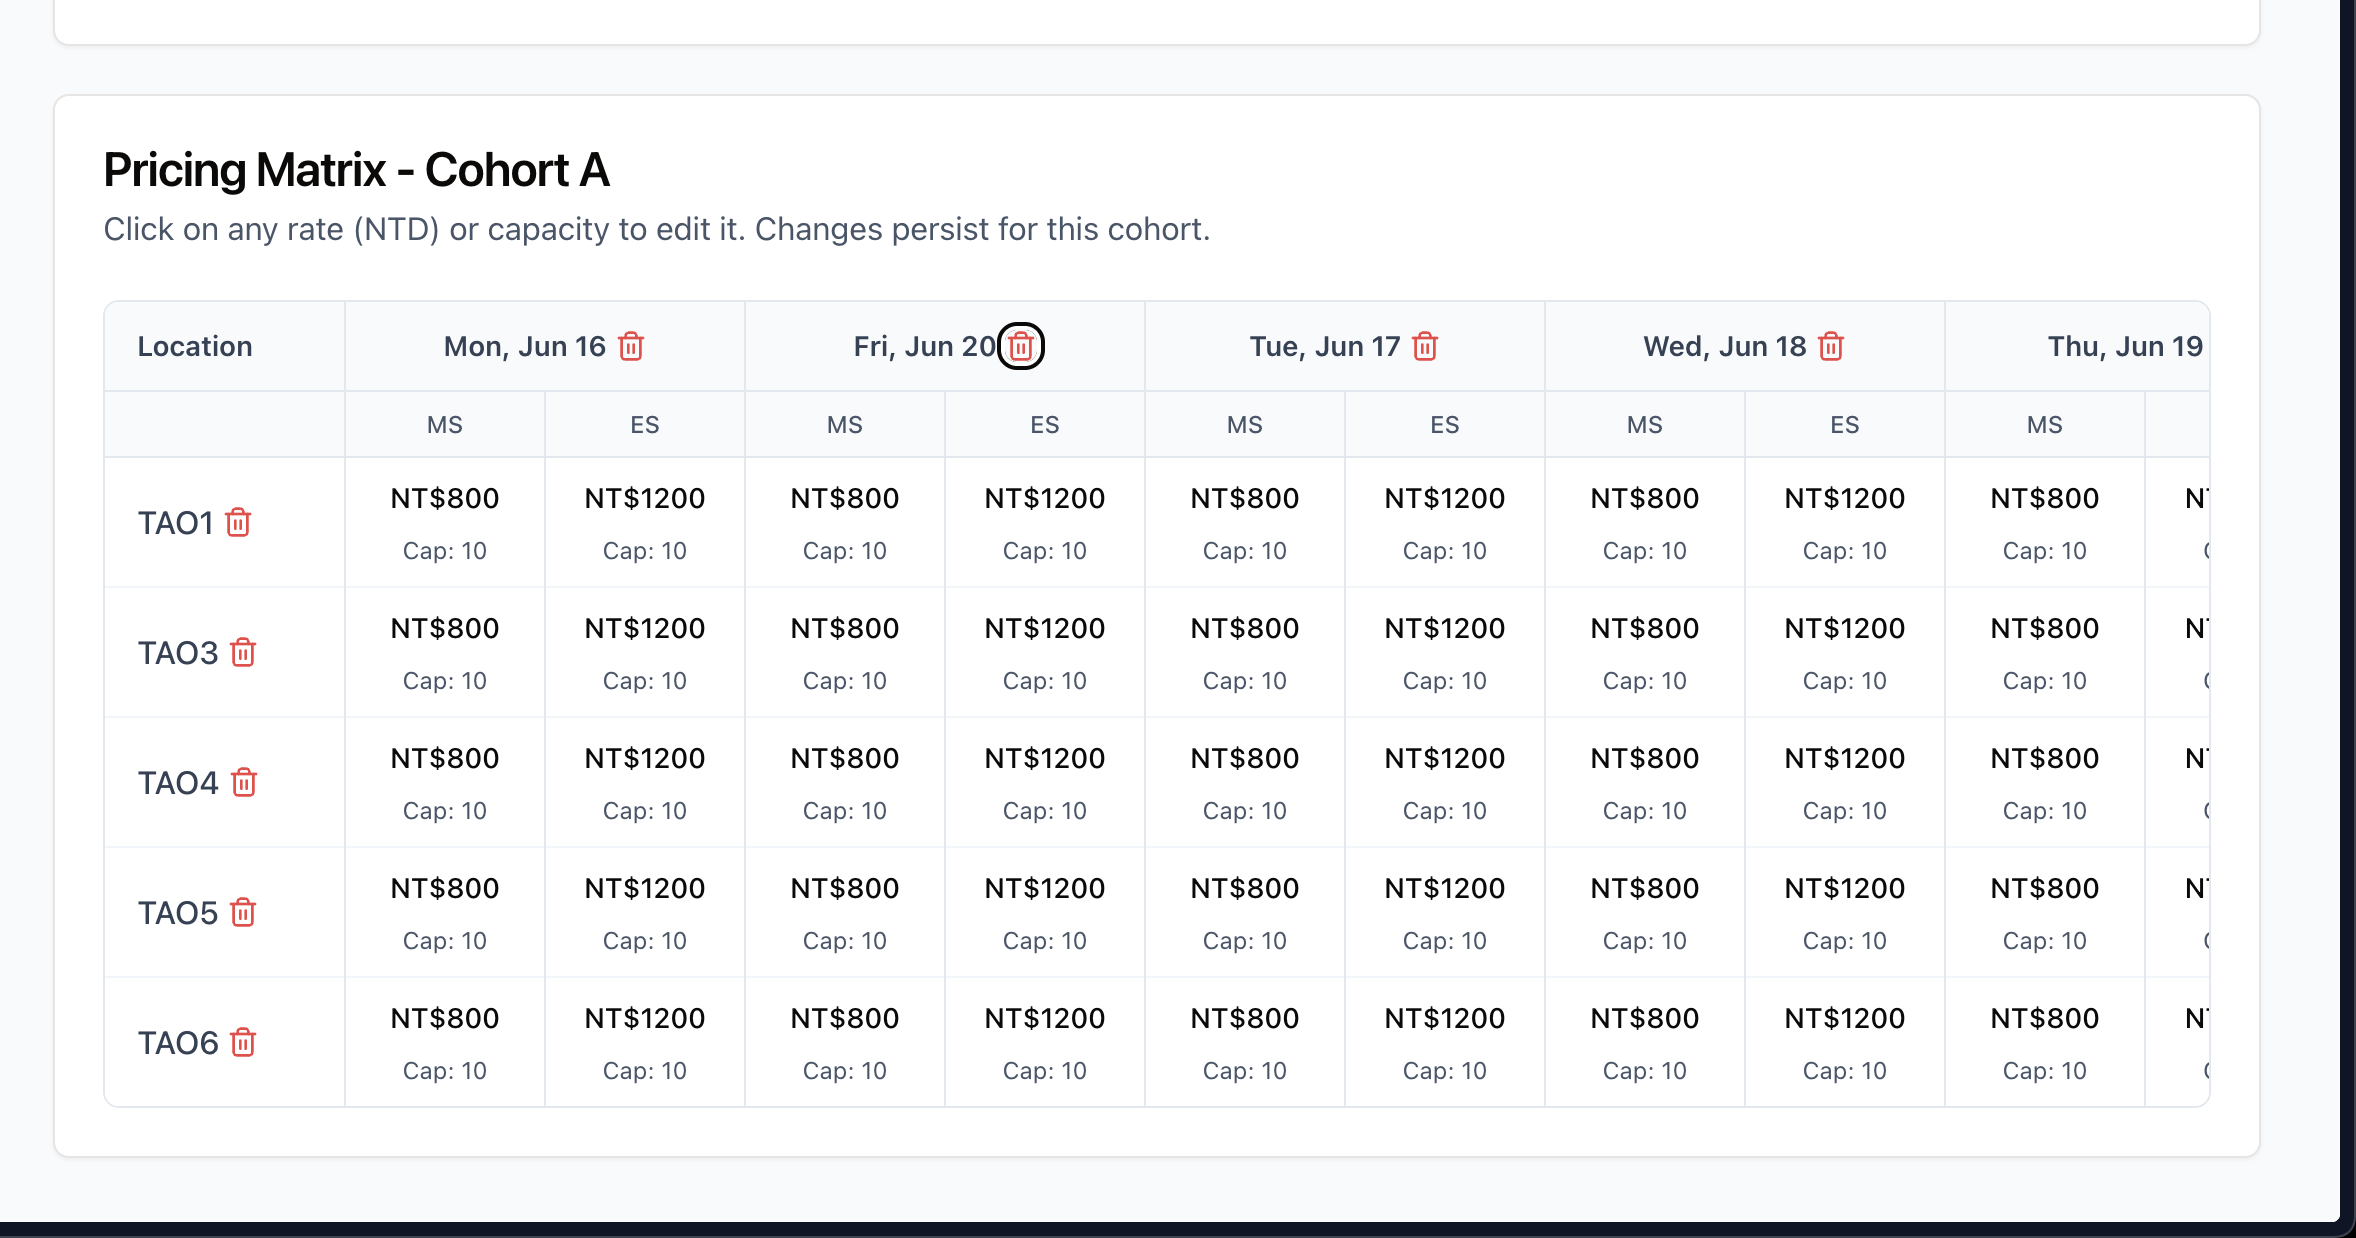 Pricing Matrix - Cohort A
Click on any rate (NTD) or capacity to edit it. Changes persist for this cohort.
Location Mon, Jun 16 Fri, Jun 20 Tue, Jun 17 Wed, Jun 18 Thu, Jun 19
MS ES MS ES MS ES MS ES MS
NT$800 NT$1200 NT$800 NT$1200 NT$800 NT$1200 NT$800 NT$1200 NT$800
TAO1
Cap: 10 Cap: 10 Cap: 10 Cap: 10 Cap: 10 Cap: 10 Cap: 10 Cap: 10 Cap: 10
NT$800 NT$1200 NT$800 NT$1200 NT$800 NT$1200 NT$800 NT$1200 NT$800
TAO3
Cap: 10 Cap: 10 Cap: 10 Cap: 10 Cap: 10 Cap: 10 Cap: 10 Cap: 10 Cap: 10
NT$800 NT$1200 NT$800 NT$1200 NT$800 NT$1200 NT$800 NT$1200 NT$800
TAO4
Cap: 10 Cap: 10 Cap: 10 Cap: 10 Cap: 10 Cap: 10 Cap: 10 Cap: 10 Cap: 10
NT$800 NT$1200 NT$800 NT$1200 NT$800 NT$1200 NT$800 NT$1200 NT$800
TAO5
Cap: 10 Cap: 10 Cap: 10 Cap: 10 Cap: 10 Cap: 10 Cap: 10 Cap: 10 Cap: 10
NT$800 NT$1200 NT$800 NT$1200 NT$800 NT$1200 NT$800 NT$1200 NT$800
TAO6
Cap: 10 Cap: 10 Cap: 10 Cap: 10 Cap: 10 Cap: 10 Cap: 10 Cap: 10 Cap: 10